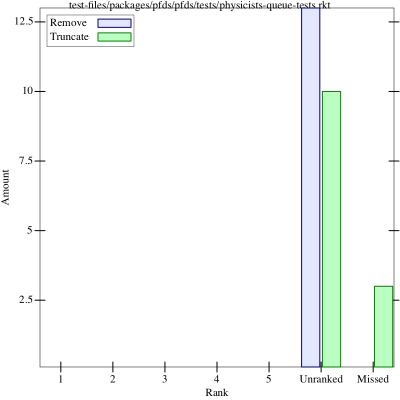 test-files/packages/pfds/pfds/tests/physicists-queue-tests.rkt
Remove
Truncate
12.5
10
7.5
5
2.5
Amount
1 2 3 4 5 Unranked Missed
Rank